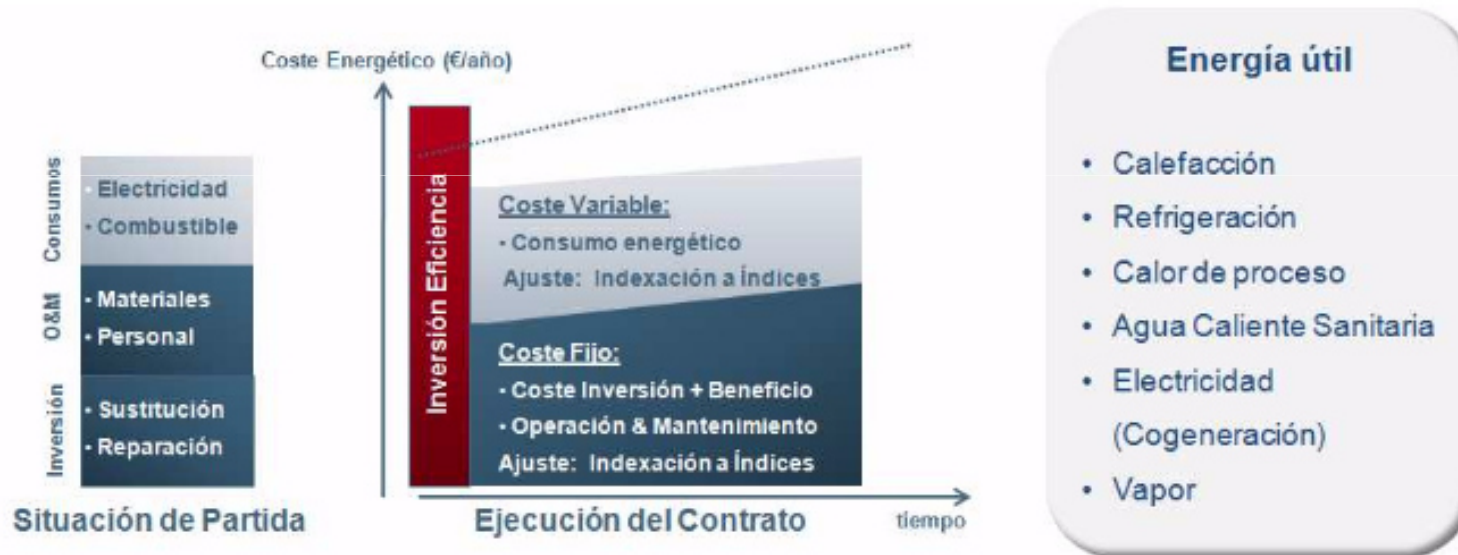 Consumos
• Electricidad
• Combustible
O&M
• Materiales
• Personal
Inversión
• Sustitución
• Reparación
Situación de Partida
Coste Energético (€/año)
Inversión Eficiencia
Coste Variable:
• Consumo energético
Ajuste: Indexación a Índices
Coste Fijo:
• Coste Inversión + Beneficio
• Operación & Mantenimiento
Ajuste: Indexación a Índices
Ejecución del Contrato
tiempo
Energía útil
• Calefacción
• Refrigeración
• Calor de proceso
• Agua Caliente Sanitaria
• Electricidad
(Cogeneración)
• Vapor